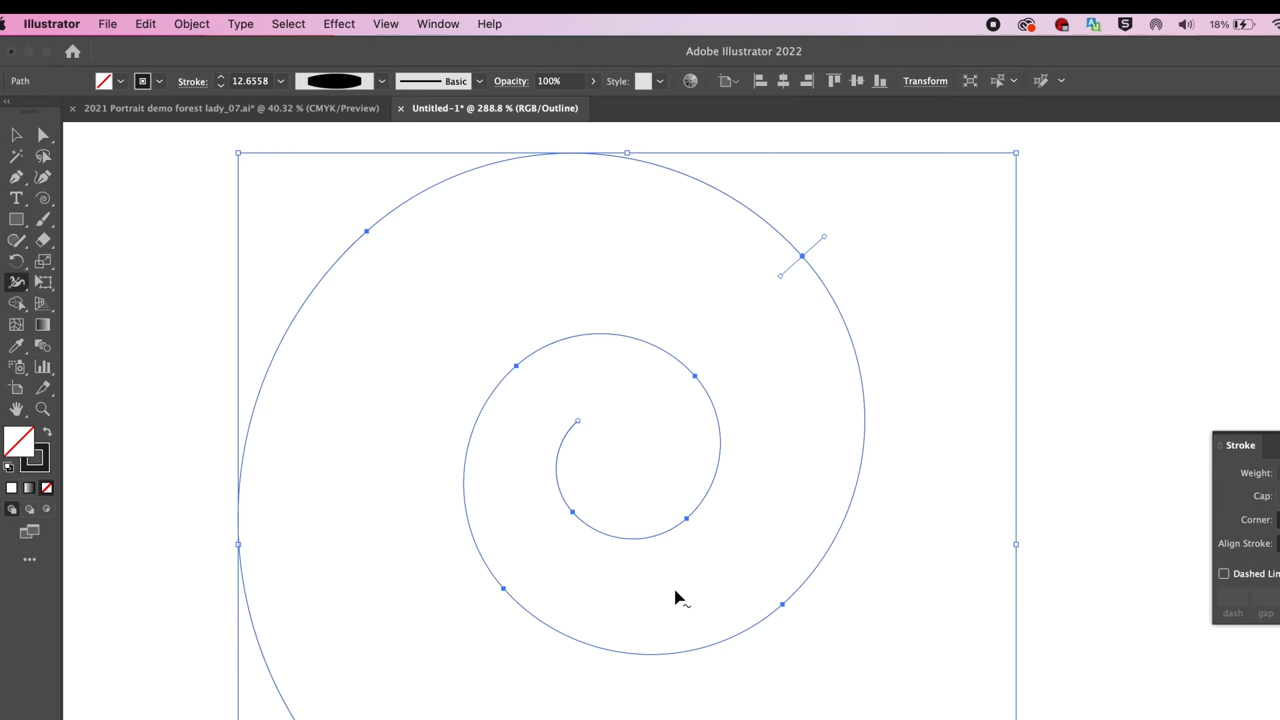 Illustrator File Edit Object Type Select Effect View Window Help 18%
Adobe Illustrator 2022
Path Stroke: 12.6558 Basic Opacity: 100% Style: Transform
× 2021 Portrait demo forest lady_07.ai* @ 40.32 % (CMYK/Preview) × Untitled-1* @ 288.8 % (RGB/Outline)
Stroke
Weight:
Cap:
Corner:
Align Stroke:
Dashed Lin
dash gap